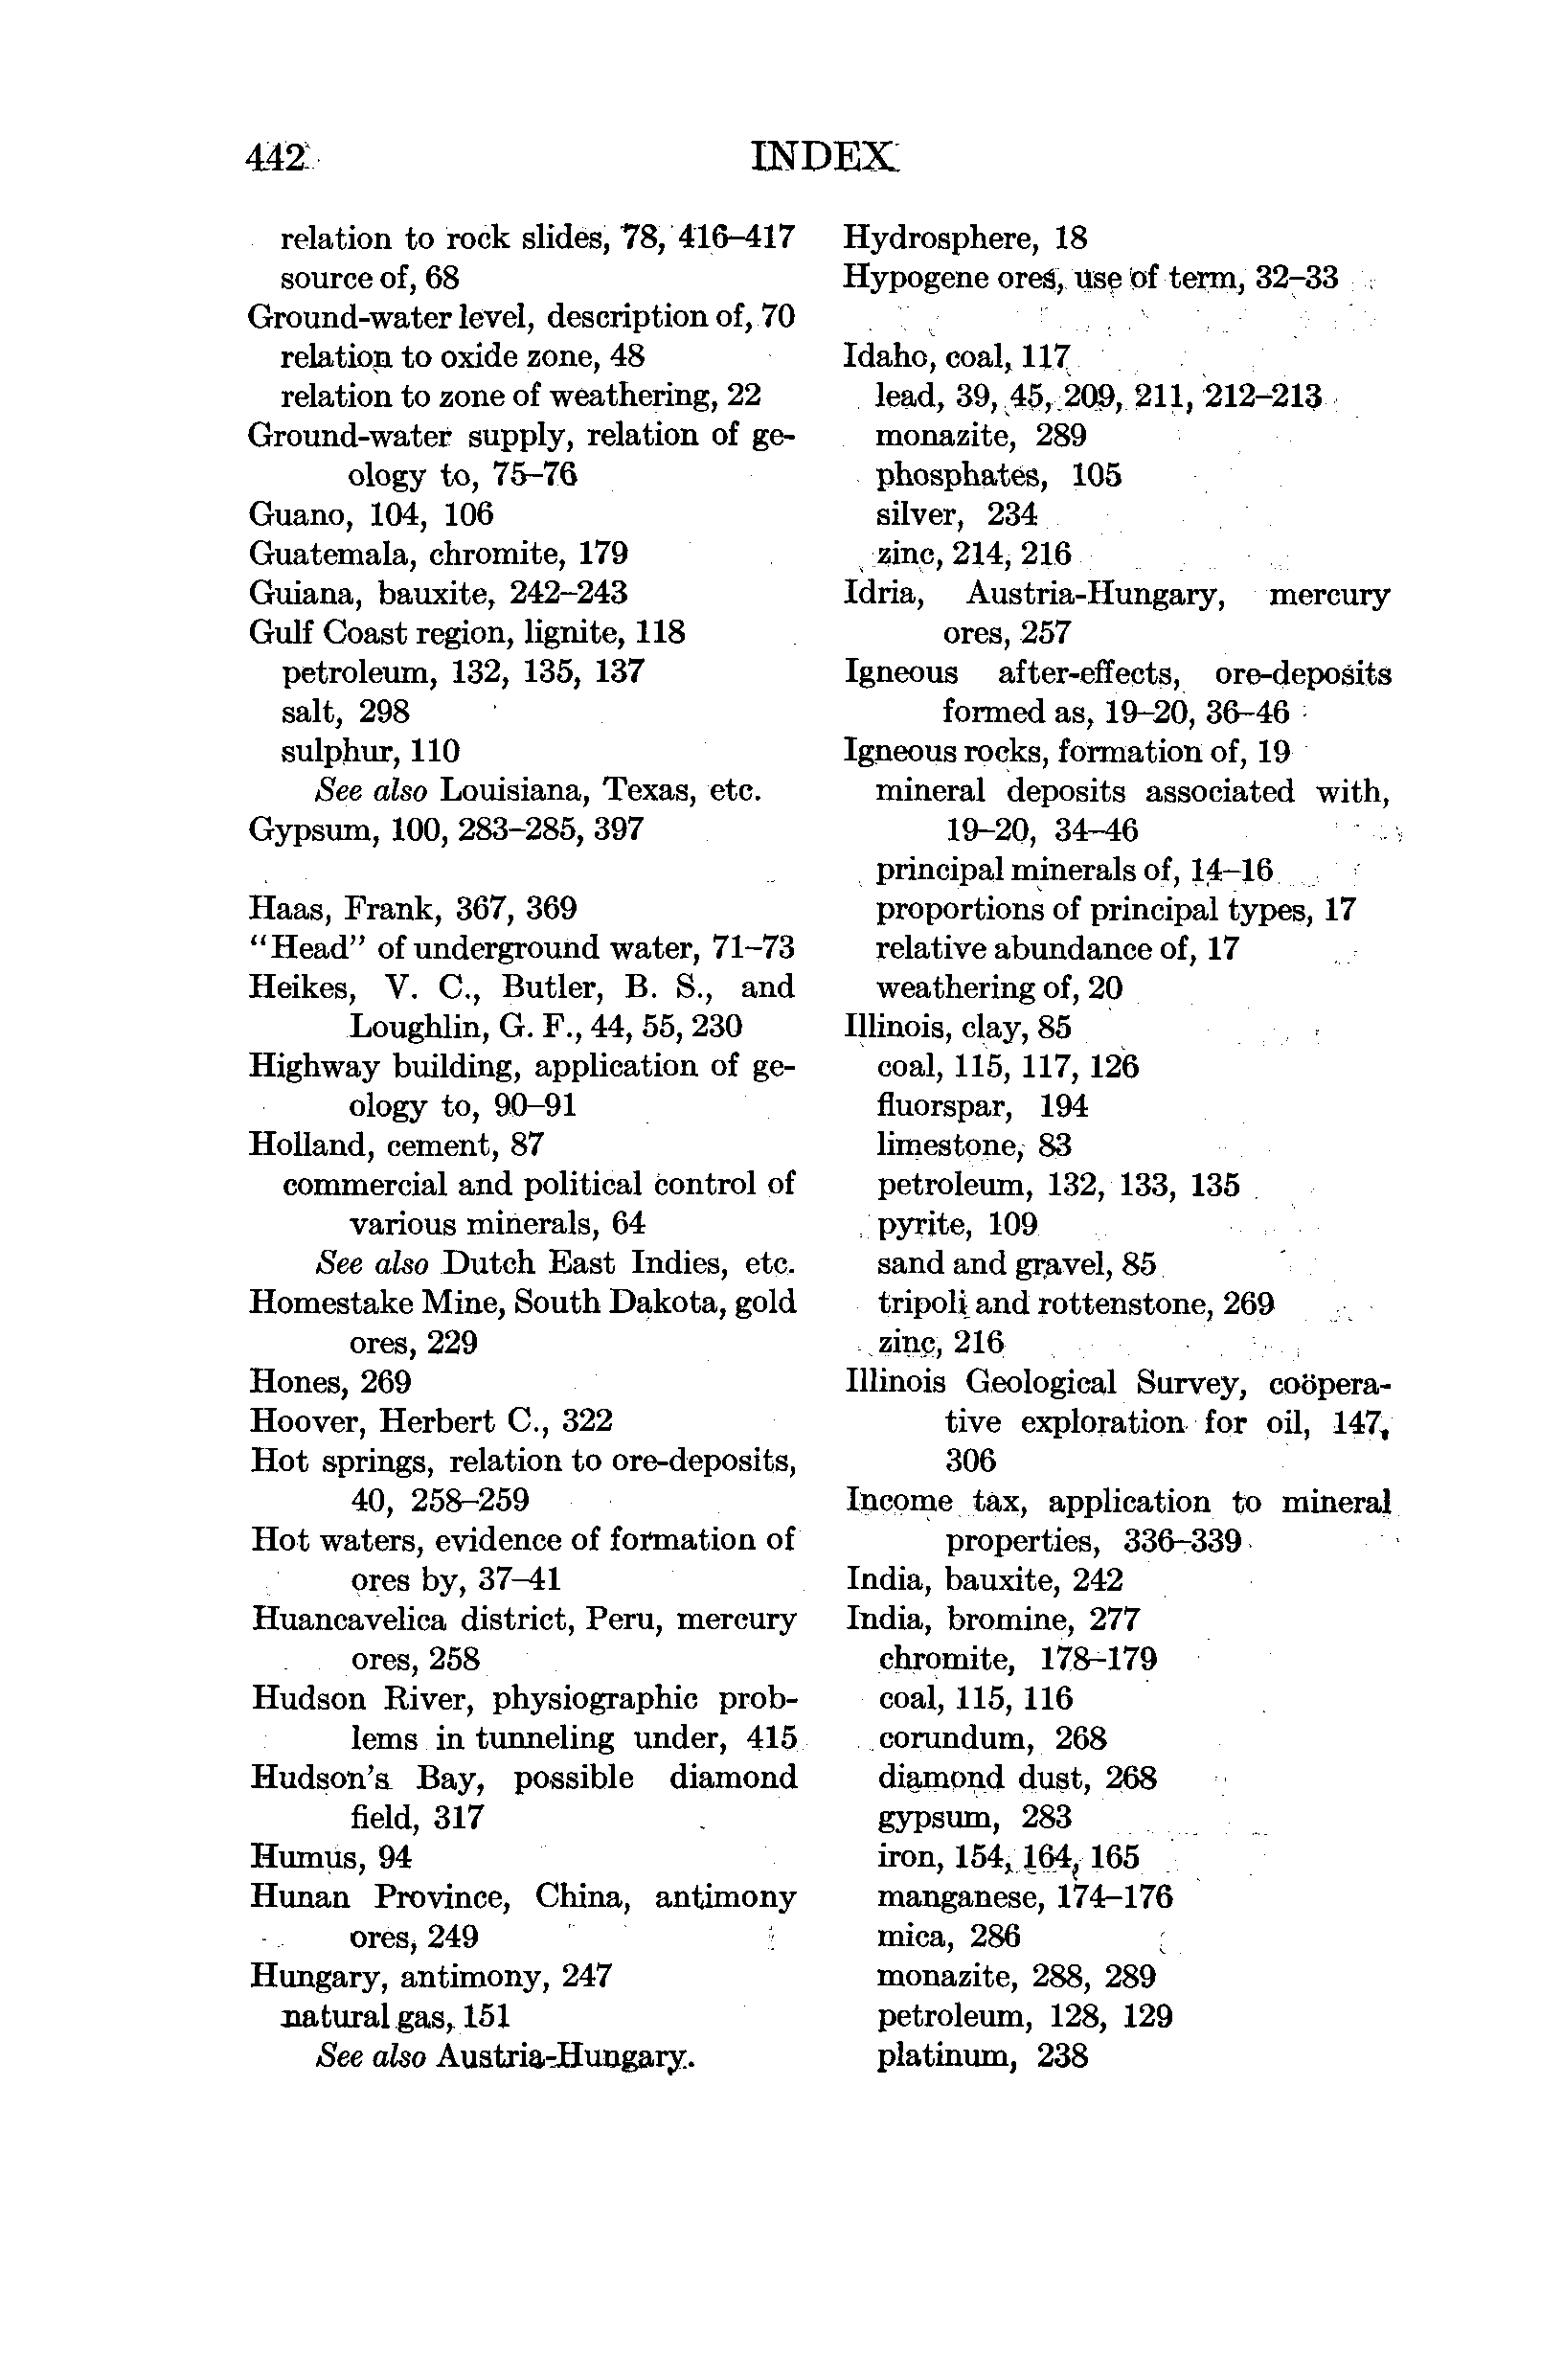 442
INDEX
relation to rock slides, 78, 416–417
source of, 68
Ground-water level, description of, 70
relation to oxide zone, 48
relation to zone of weathering, 22
Ground-water supply, relation of ge-
ology to, 75–76
Guano, 104, 106
Guatemala, chromite, 179
Guiana, bauxite, 242–243
Gulf Coast region, lignite, 118
petroleum, 132, 135, 137
salt, 298
sulphur, 110
See also Louisiana, Texas, etc.
Gypsum, 100, 283–285, 397
Haas, Frank, 367, 369
“Head” of underground water, 71–73
Heikes, V. C., Butler, B. S., and
Loughlin, G. F., 44, 55, 230
Highway building, application of ge-
ology to, 90–91
Holland, cement, 87
commercial and political control of
various minerals, 64
See also Dutch East Indies, etc.
Homestake Mine, South Dakota, gold
ores, 229
Hones, 269
Hoover, Herbert C., 322
Hot springs, relation to ore-deposits,
40, 258–259
Hot waters, evidence of formation of
ores by, 37–41
Huancavelica district, Peru, mercury
ores, 258
Hudson River, physiographic prob-
lems in tunneling under, 415
Hudson's Bay, possible diamond
field, 317
Humus, 94
Hunan Province, China, antimony
ores, 249
Hungary, antimony, 247
natural gas, 151
See also Austria-Hungary.
Hydrosphere, 18
Hypogene ores, use of term, 32–33
Idaho, coal, 117
lead, 39, 45, 209, 211, 212–213
monazite, 289
phosphates, 105
silver, 234
zinc, 214, 216
Idria, Austria-Hungary, mercury
ores, 257
Igneous after-effects, ore-deposits
formed as, 19–20, 36–46
Igneous rocks, formation of, 19
mineral deposits associated with,
19–20, 34–46
principal minerals of, 14–16
proportions of principal types, 17
relative abundance of, 17
weathering of, 20
Illinois, clay, 85
coal, 115, 117, 126
fluorspar, 194
limestone, 83
petroleum, 132, 133, 135
pyrite, 109
sand and gravel, 85
tripoli and rottenstone, 269
zinc, 216
Illinois Geological Survey, coöpera-
tive exploration for oil, 147,
306
Income tax, application to mineral
properties, 336–339
India, bauxite, 242
India, bromine, 277
chromite, 178–179
coal, 115, 116
corundum, 268
diamond dust, 268
gypsum, 283
iron, 154, 164, 165
manganese, 174–176
mica, 286
monazite, 288, 289
petroleum, 128, 129
platinum, 238